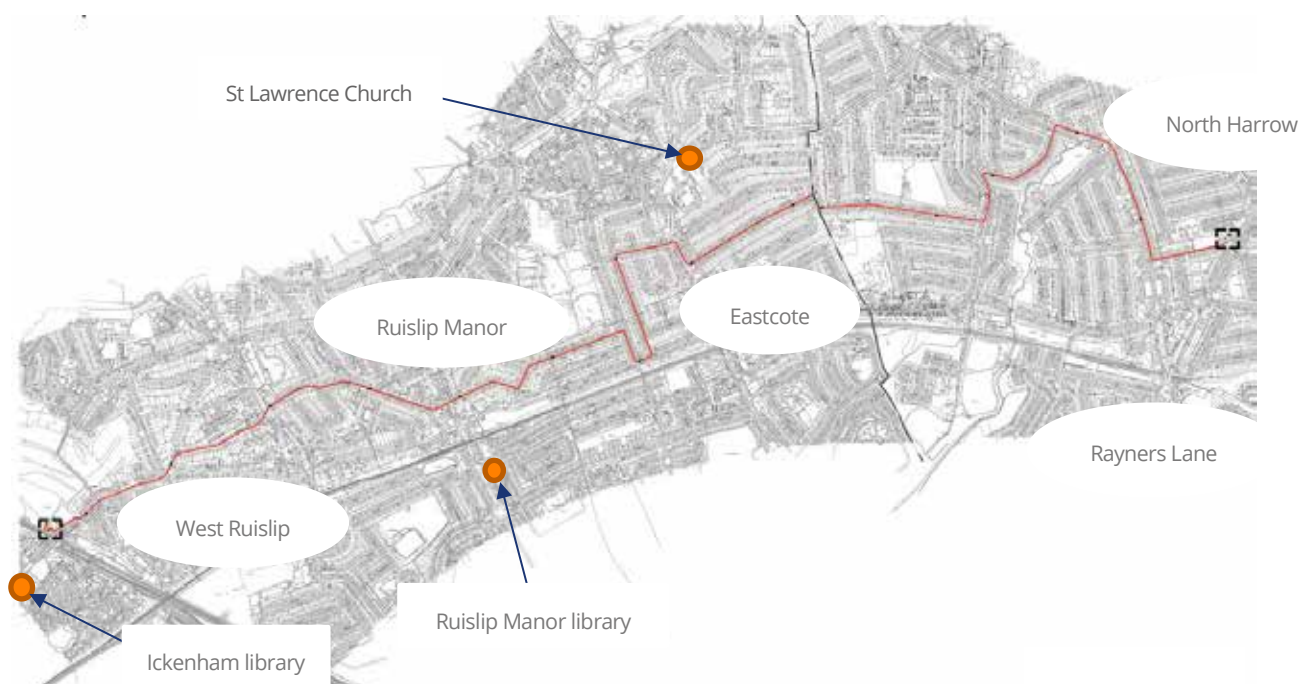 St Lawrence Church
North Harrow
Ruislip Manor
Eastcote
Rayners Lane
West Ruislip
Ruislip Manor library
Ickenham library